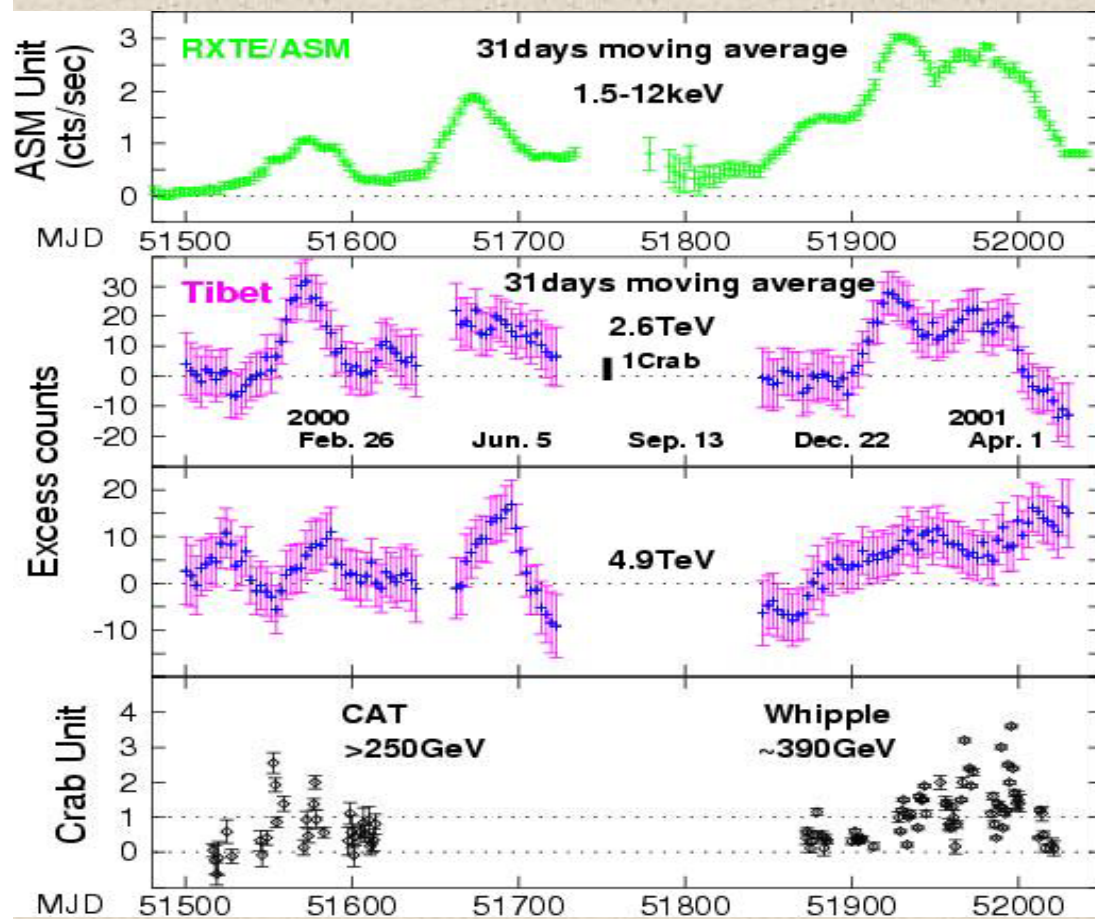 RXTE/ASM
31days moving average
1.5-12keV
ASM Unit
(cts/sec)
3
2
1
0
MJD 51500 51600 51700 51800 51900 52000
Tibet
31days moving average
2.6TeV
1Crab
Excess counts
30
20
10
0
-10
-20
2000
Feb. 26 Jun. 5 Sep. 13 Dec. 22
2001
Apr. 1
20
10
0
-10
4.9TeV
Crab Unit
4
3
2
1
0
CAT
>250GeV
Whipple
~390GeV
MJD 51500 51600 51700 51800 51900 52000